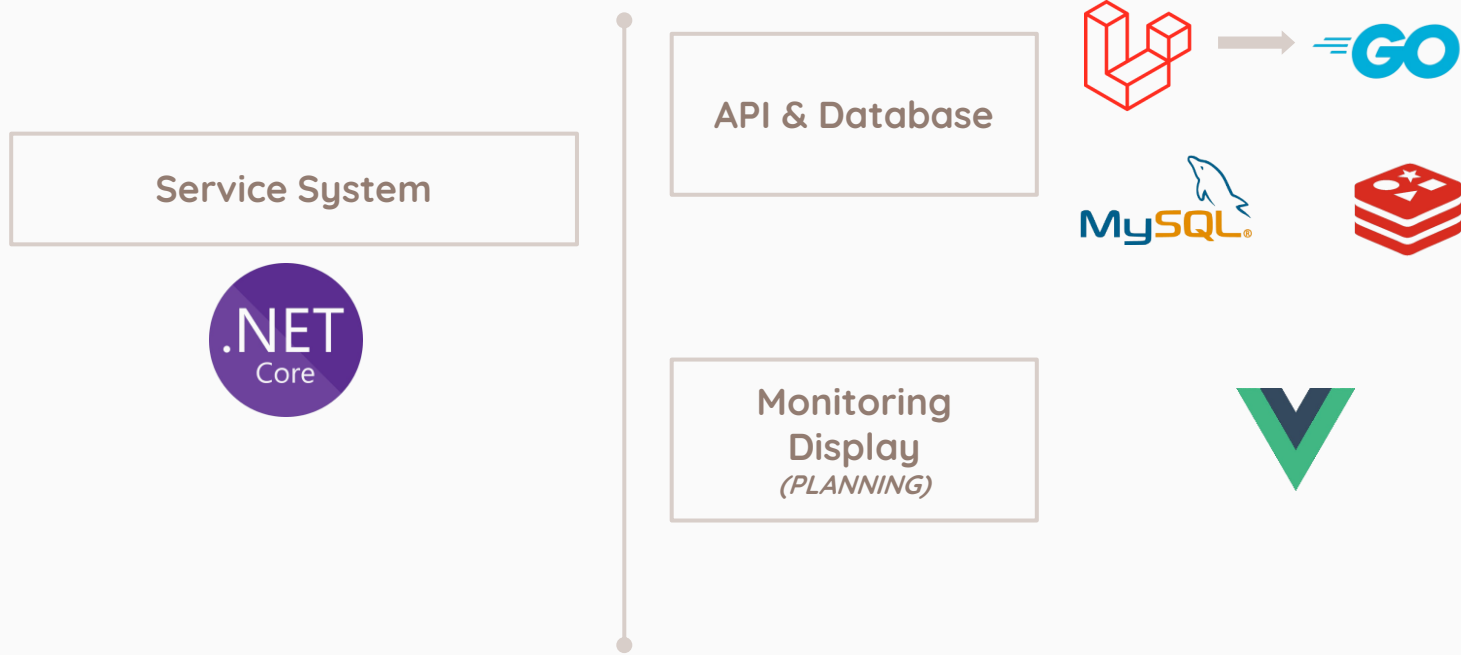 Service System
.NET
Core
API & Database
GO
MySQL®
Monitoring
Display
(PLANNING)